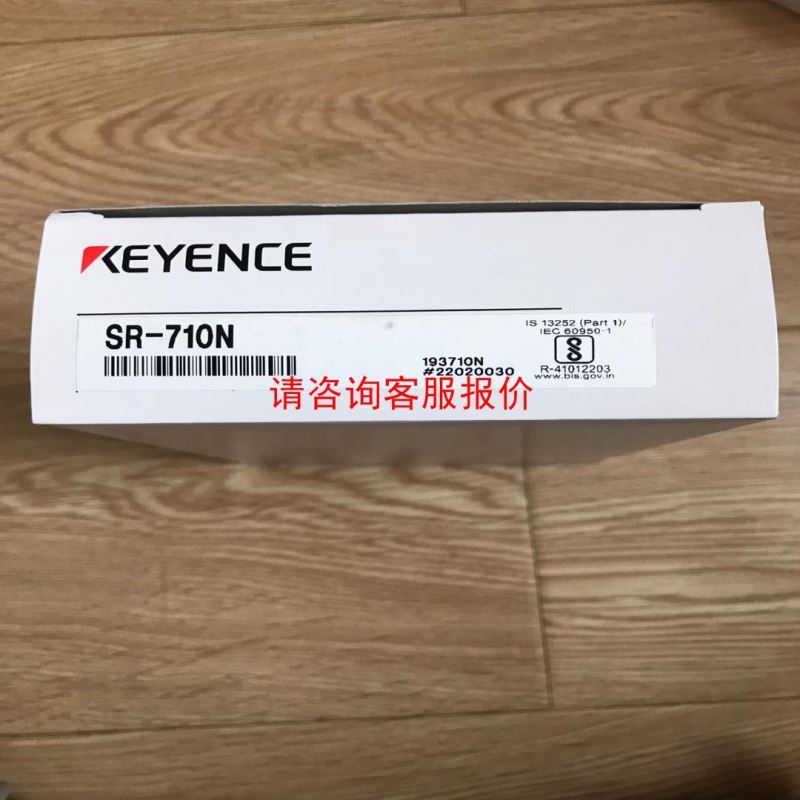 KEYENCE
SR-710N
193710N
#22020030
IS 13252 (Part 1)/
IEC 60950-1
R-41012203
www.bis.gov.in
请咨询客服报价